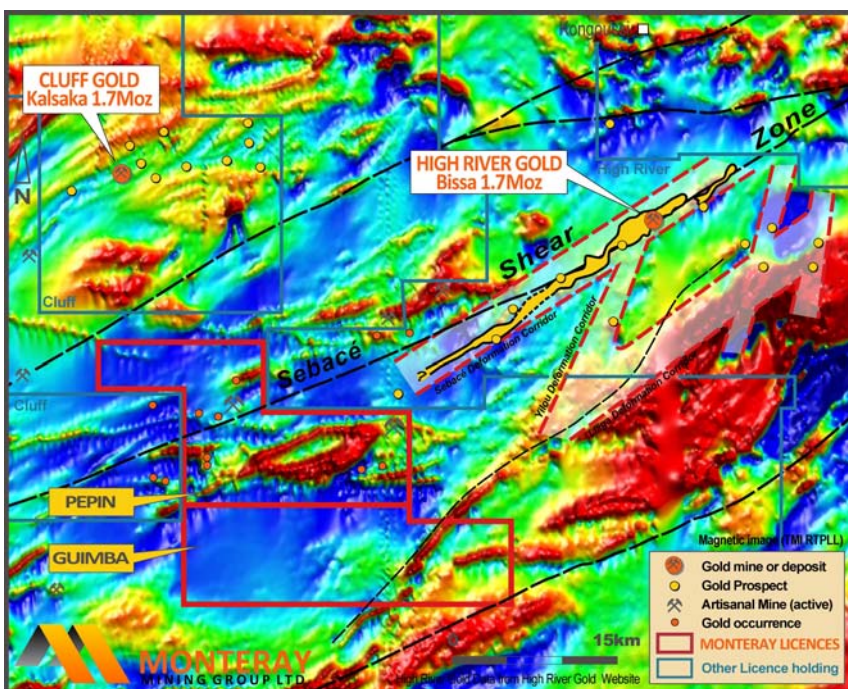 Kongoussi
CLUFF GOLD
Kalsaka 1.7Moz
Zone
HIGH RIVER GOLD
Bissa 1.7Moz
High River
N
Shear
Cluff
Sebacé Deformation Corridor
Yilou Deformation Corridor
Sebacé
Deformation Corridor
Cluff
PEPIN
GUIMBA
Magnetic image (TMI RTPLL)
Gold mine or deposit
Gold Prospect
Artisanal Mine (active)
Gold occurrence
MONTERAY LICENCES
Other Licence holding
15km
MONTERAY
MINING GROUP LTD.
High River Gold Data from High River Gold Website